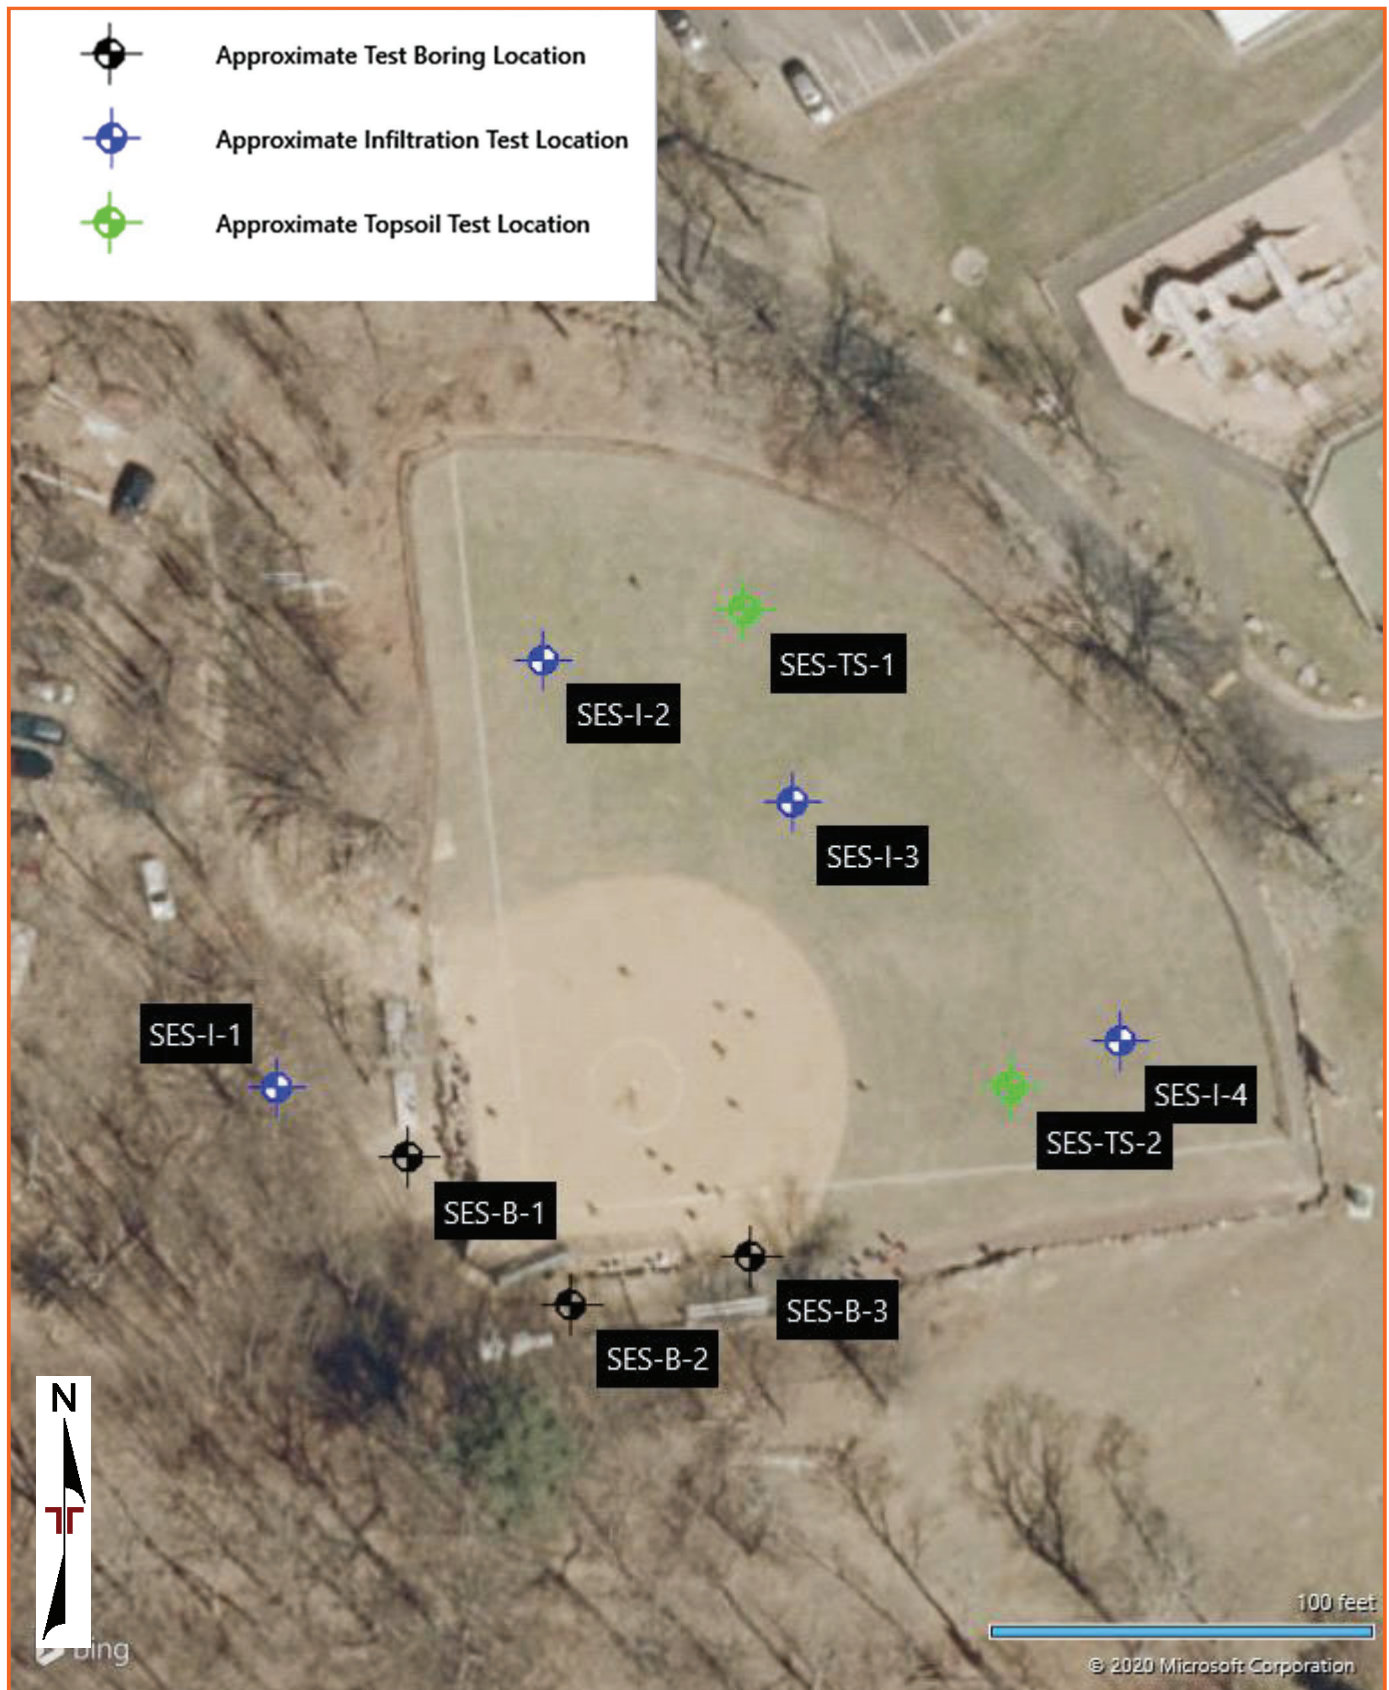 Approximate Test Boring Location
Approximate Infiltration Test Location
Approximate Topsoil Test Location
SES-TS-1
SES-I-2
SES-I-3
SES-I-1
SES-I-4
SES-TS-2
SES-B-1
SES-B-3
SES-B-2
N
100 feet
bing
© 2020 Microsoft Corporation